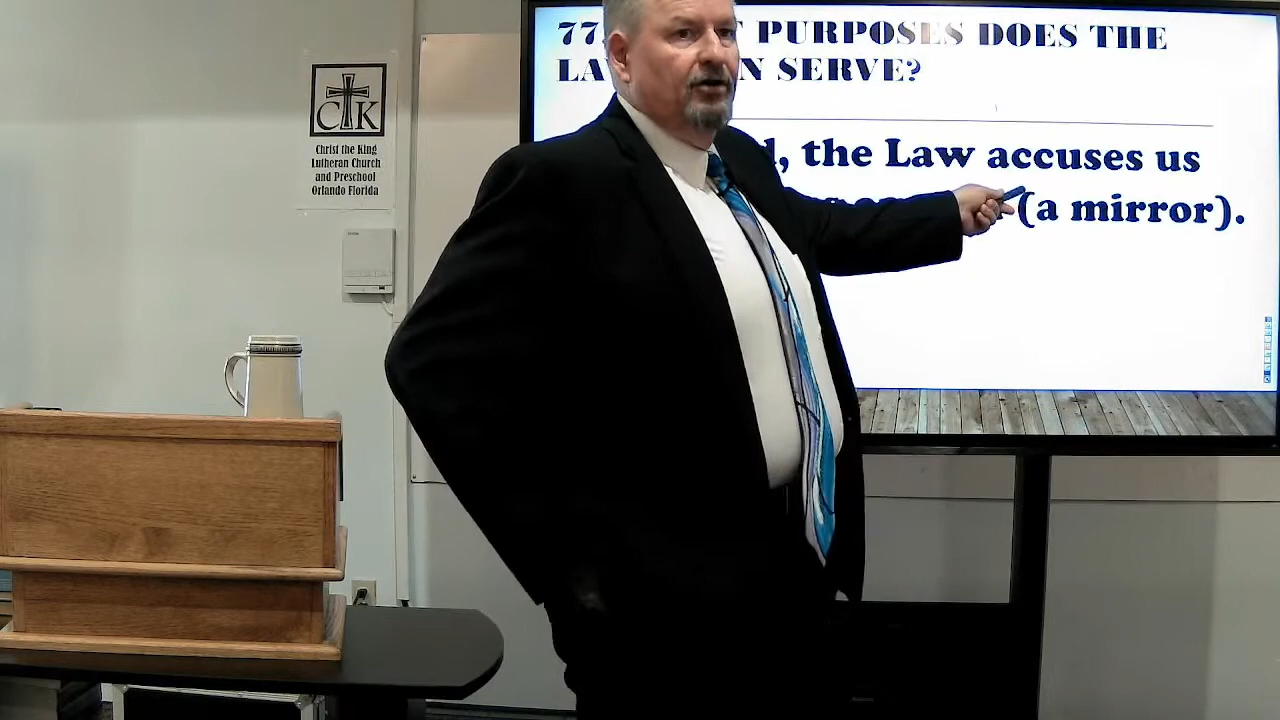 CTK
Christ the King
Lutheran Church
and Preschool
Orlando Florida
77. PURPOSES DOES THE
LA N SERVE?
, the Law accuses us
(a mirror).